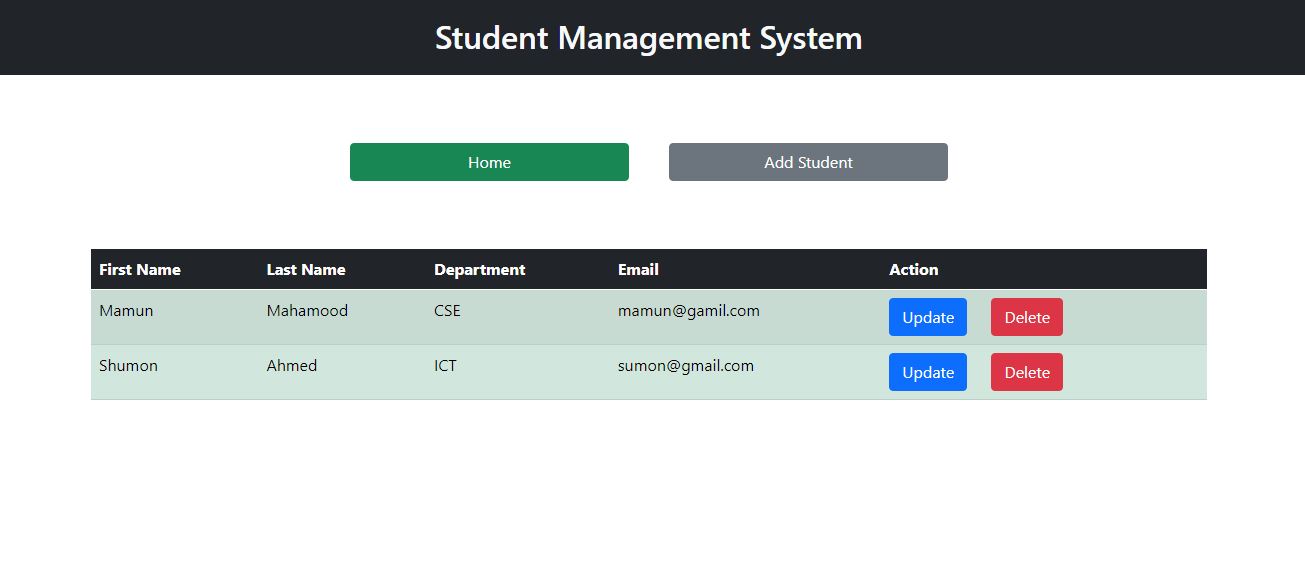 Student Management System
Home Add Student
First Name Last Name Department Email Action
Mamun Mahamood CSE mamun@gamil.com Update Delete
Shumon Ahmed ICT sumon@gmail.com Update Delete